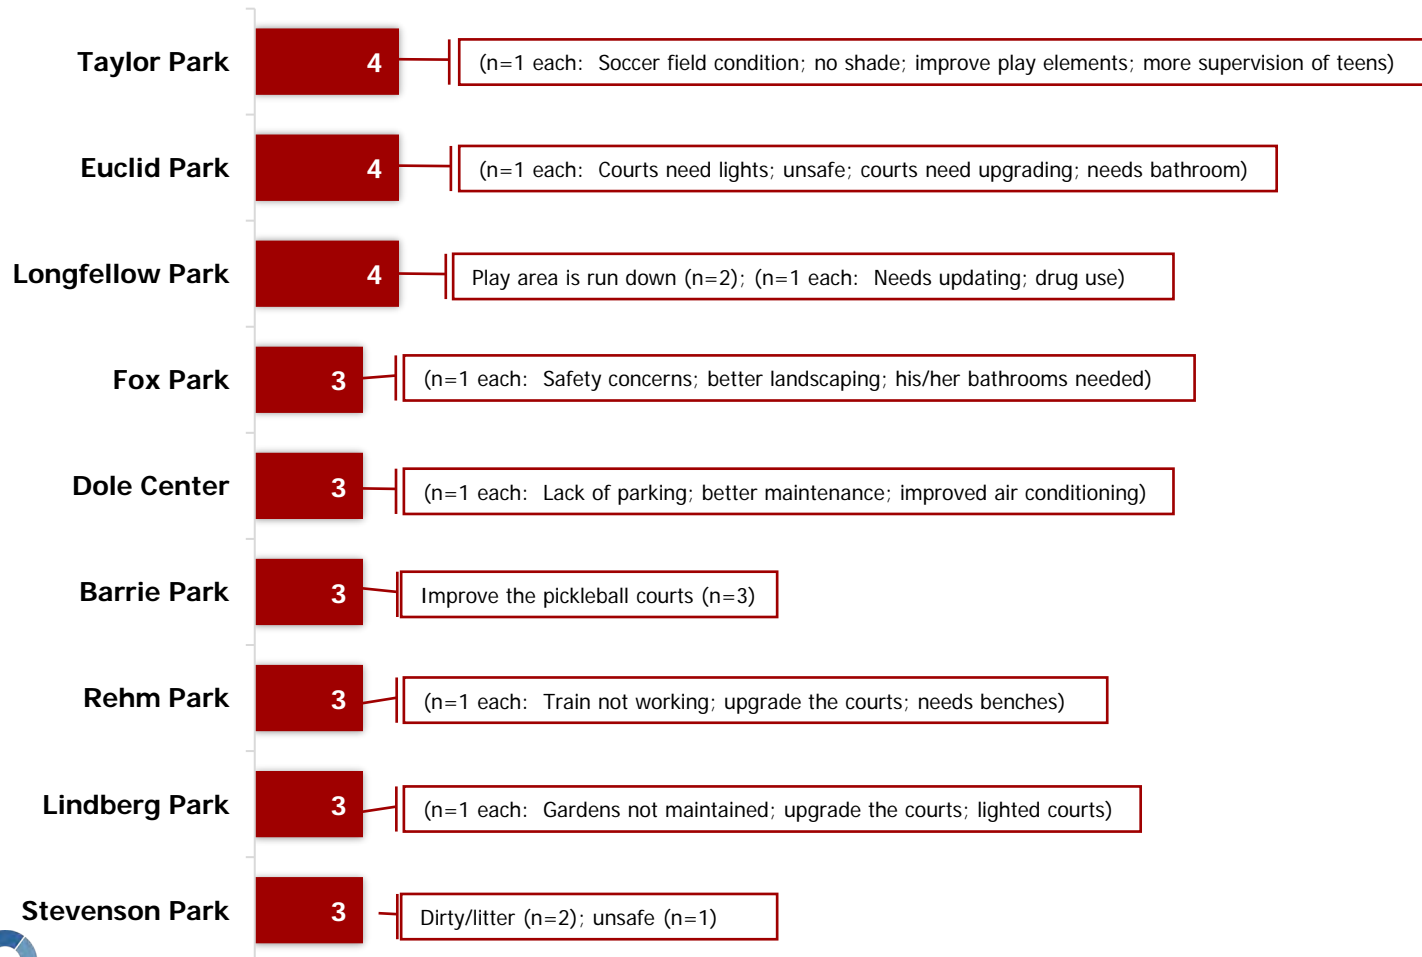 Taylor Park 4 (n=1 each: Soccer field condition; no shade; improve play elements; more supervision of teens)
Euclid Park 4 (n=1 each: Courts need lights; unsafe; courts need upgrading; needs bathroom)
Longfellow Park 4 Play area is run down (n=2); (n=1 each: Needs updating; drug use)
Fox Park 3 (n=1 each: Safety concerns; better landscaping; his/her bathrooms needed)
Dole Center 3 (n=1 each: Lack of parking; better maintenance; improved air conditioning)
Barrie Park 3 Improve the pickleball courts (n=3)
Rehm Park 3 (n=1 each: Train not working; upgrade the courts; needs benches)
Lindberg Park 3 (n=1 each: Gardens not maintained; upgrade the courts; lighted courts)
Stevenson Park 3 Dirty/litter (n=2); unsafe (n=1)